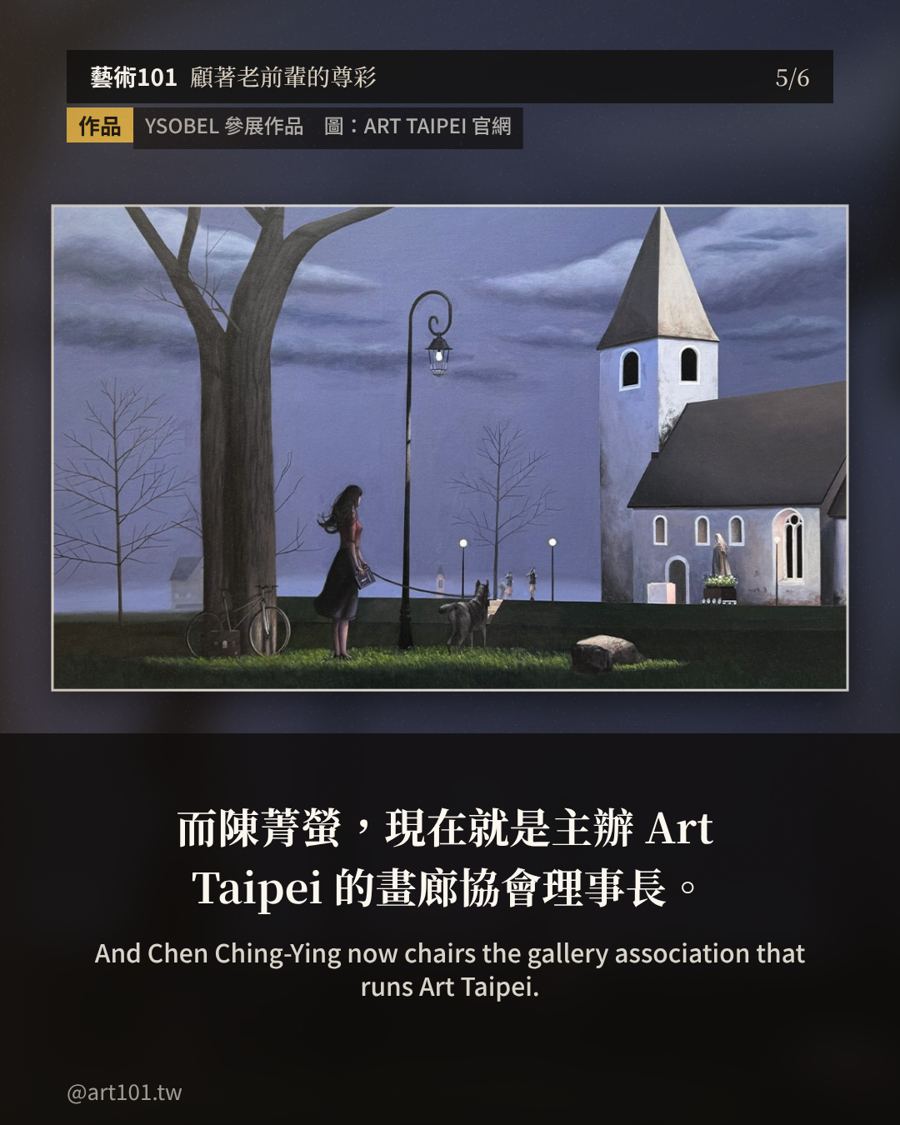 藝術101 顧著老前輩的尊彩 5/6
作品 YSOBEL 參展作品 圖：ART TAIPEI 官網
而陳菁螢，現在就是主辦 Art
Taipei 的畫廊協會理事長。
And Chen Ching-Ying now chairs the gallery association that
runs Art Taipei.
@art101.tw